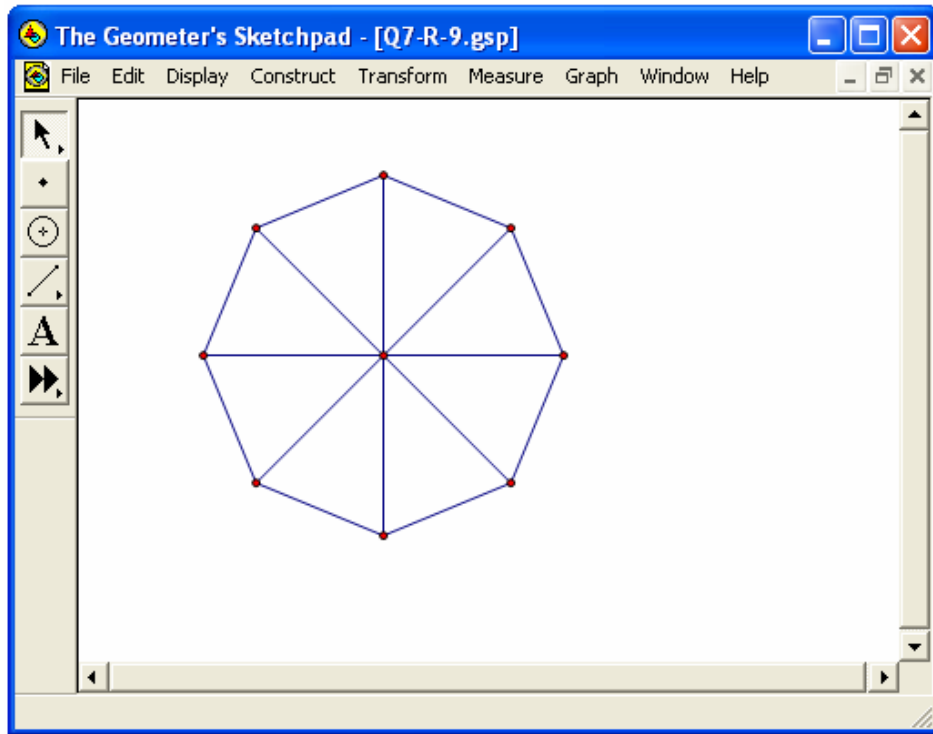 The Geometer's Sketchpad - [Q7-R-9.gsp]
File Edit Display Construct Transform Measure Graph Window Help
A